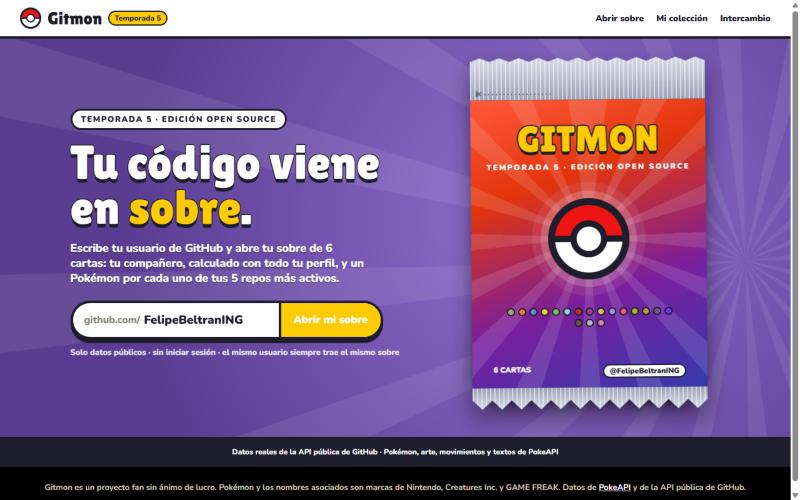 Gitmon Temporada 5 Abrir sobre Mi colección Intercambio
TEMPORADA 5 · EDICIÓN OPEN SOURCE
Tu código viene
en sobre.
Escribe tu usuario de GitHub y abre tu sobre de 6
cartas: tu compañero, calculado con todo tu perfil, y un
Pokémon por cada uno de tus 5 repos más activos.
github.com/ FelipeBeltranING Abrir mi sobre
Solo datos públicos · sin iniciar sesión · el mismo usuario siempre trae el mismo sobre
GITMON
TEMPORADA 5 · EDICIÓN OPEN SOURCE
6 CARTAS @FelipeBeltranING
Datos reales de la API pública de GitHub · Pokémon, arte, movimientos y textos de PokeAPI
Gitmon es un proyecto fan sin ánimo de lucro. Pokémon y los nombres asociados son marcas de Nintendo, Creatures Inc. y GAME FREAK. Datos de PokeAPI y de la API pública de GitHub.